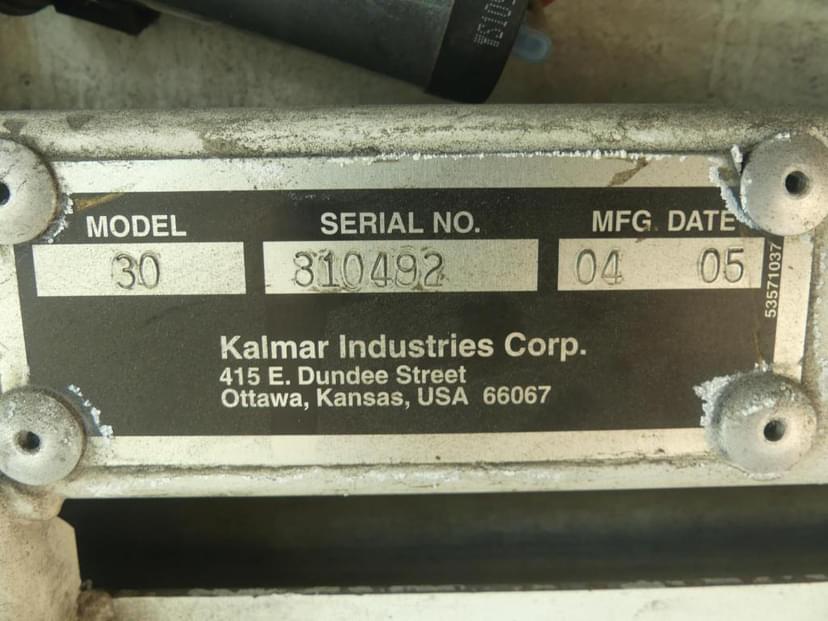 MODEL SERIAL NO. MFG DATE
30 310492 04 05
53571037
Kalmar Industries Corp.
415 E. Dundee Street
Ottawa, Kansas, USA 66067